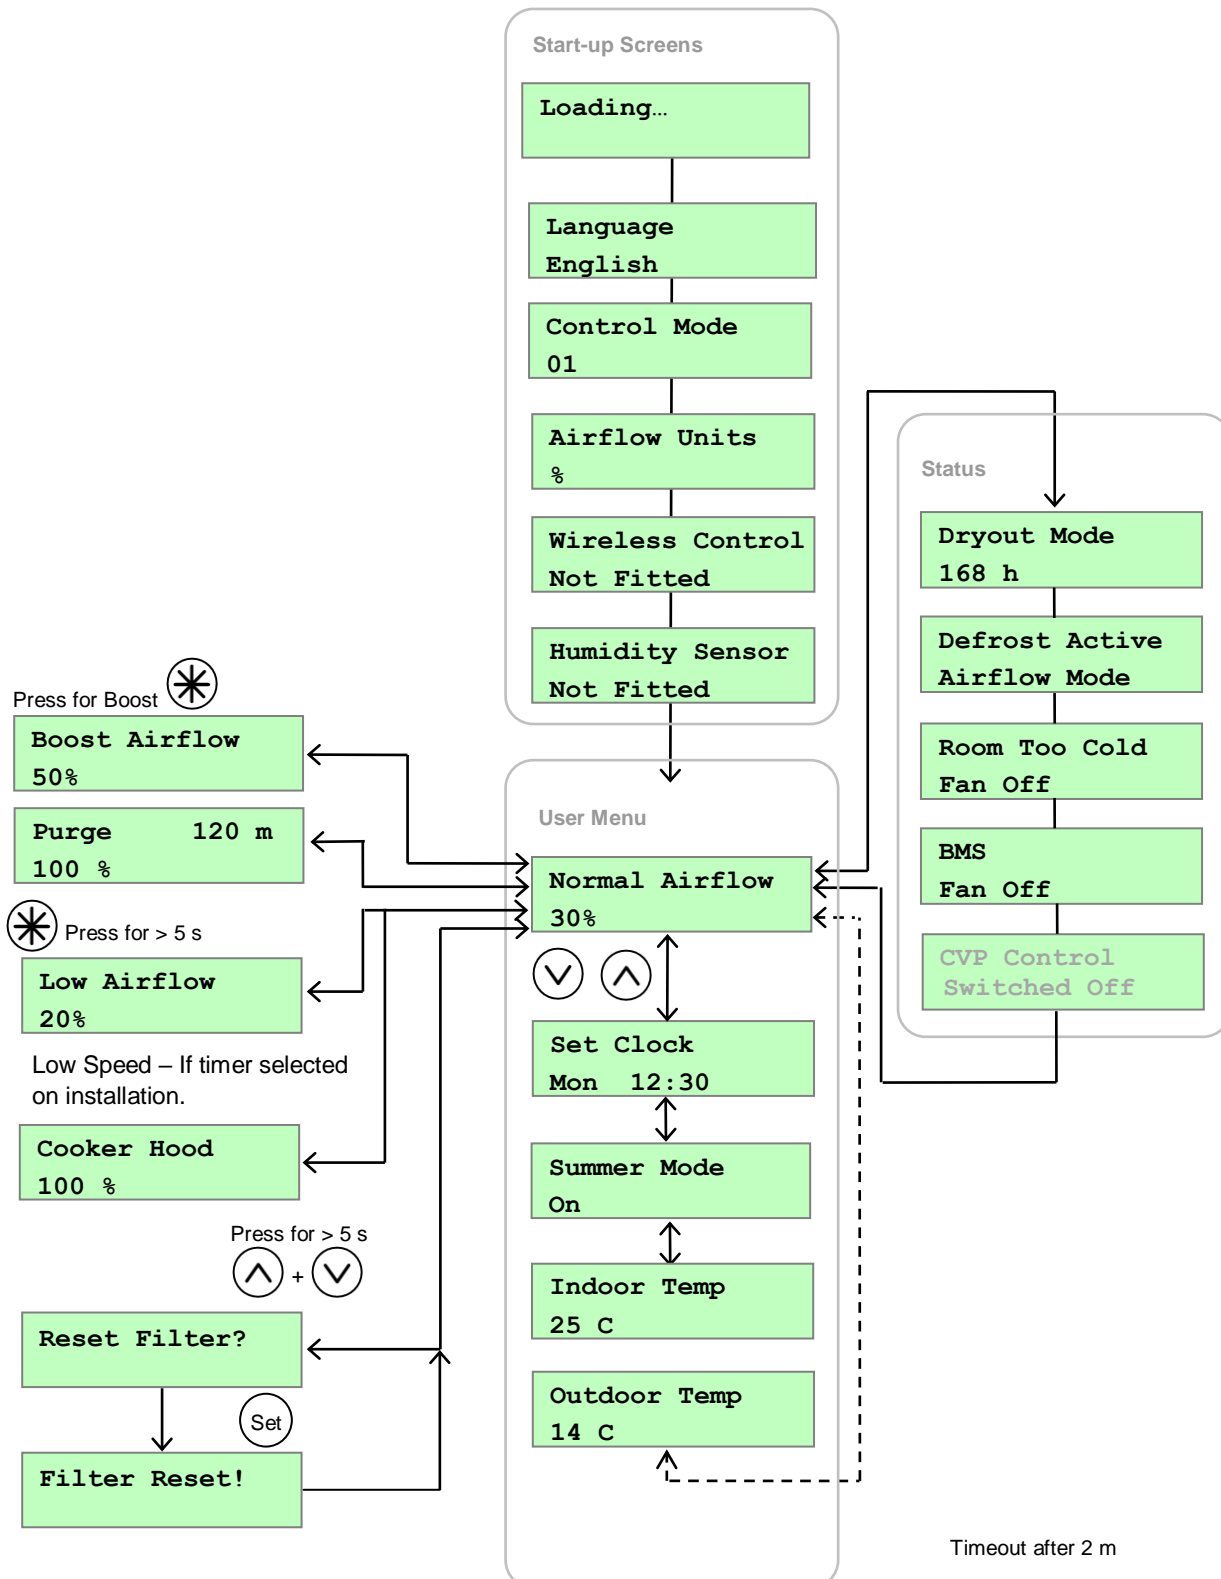 Start-up Screens
Loading…
Language
English
Control Mode
01
Airflow Units
%
Wireless Control
Not Fitted
Humidity Sensor
Not Fitted
Status
Dryout Mode
168 h
Defrost Active
Airflow Mode
Room Too Cold
Fan Off
BMS
Fan Off
CVP Control
Switched Off
Press for Boost
Boost Airflow
50%
Purge 120 m
100 %
Press for > 5 s
Low Airflow
20%
Low Speed – If timer selected
on installation.
Cooker Hood
100 %
Press for > 5 s
+
Reset Filter?
Set
Filter Reset!
User Menu
Normal Airflow
30%
Set Clock
Mon 12:30
Summer Mode
On
Indoor Temp
25 C
Outdoor Temp
14 C
Timeout after 2 m